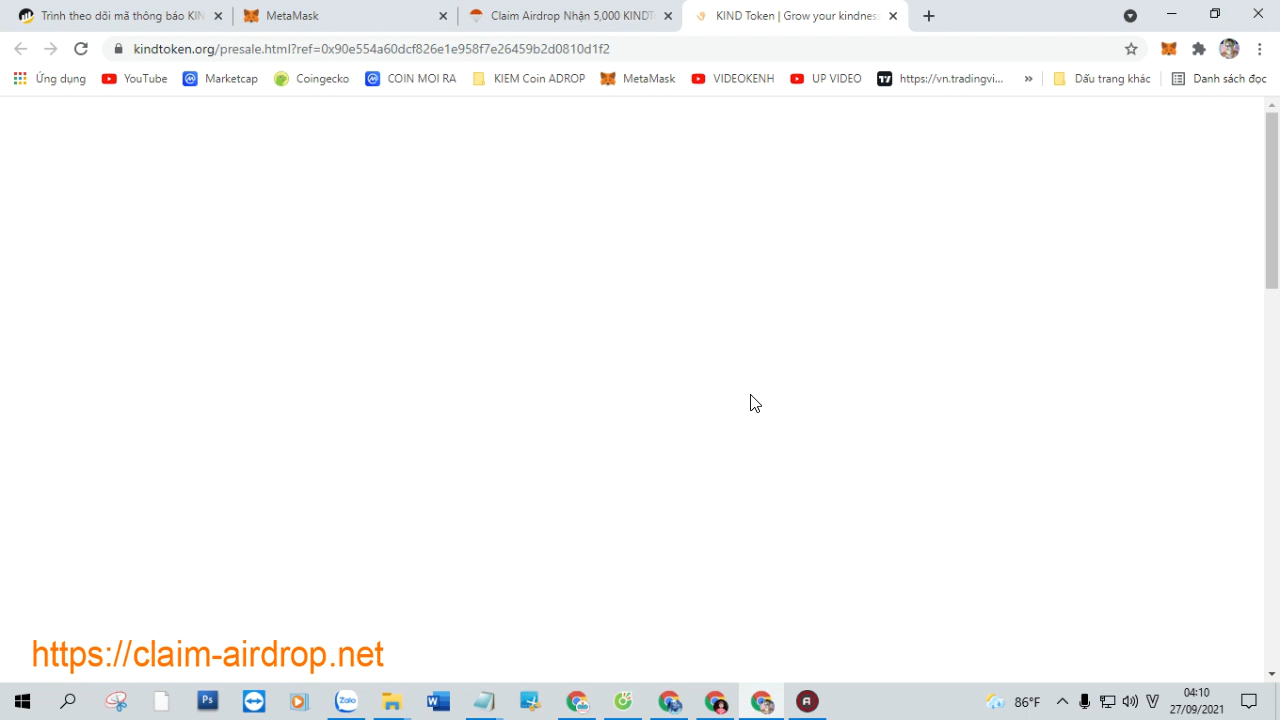 Trình theo dõi mã thông báo KIN
MetaMask
Claim Airdrop Nhận 5,000 KINDT
KIND Token | Grow your kindness
kindtoken.org/presale.html?ref=0x90e554a60dcf826e1e958f7e26459b2d0810d1f2
Ứng dụng
YouTube
Marketcap
Coingecko
COIN MOI RA
KIEM Coin ADROP
MetaMask
VIDEOKENH
UP VIDEO
https://vn.tradingvi...
»
Dấu trang khác
Danh sách đọc
https://claim-airdrop.net
Ps
Zalo
W
A
86°F
04:10
27/09/2021